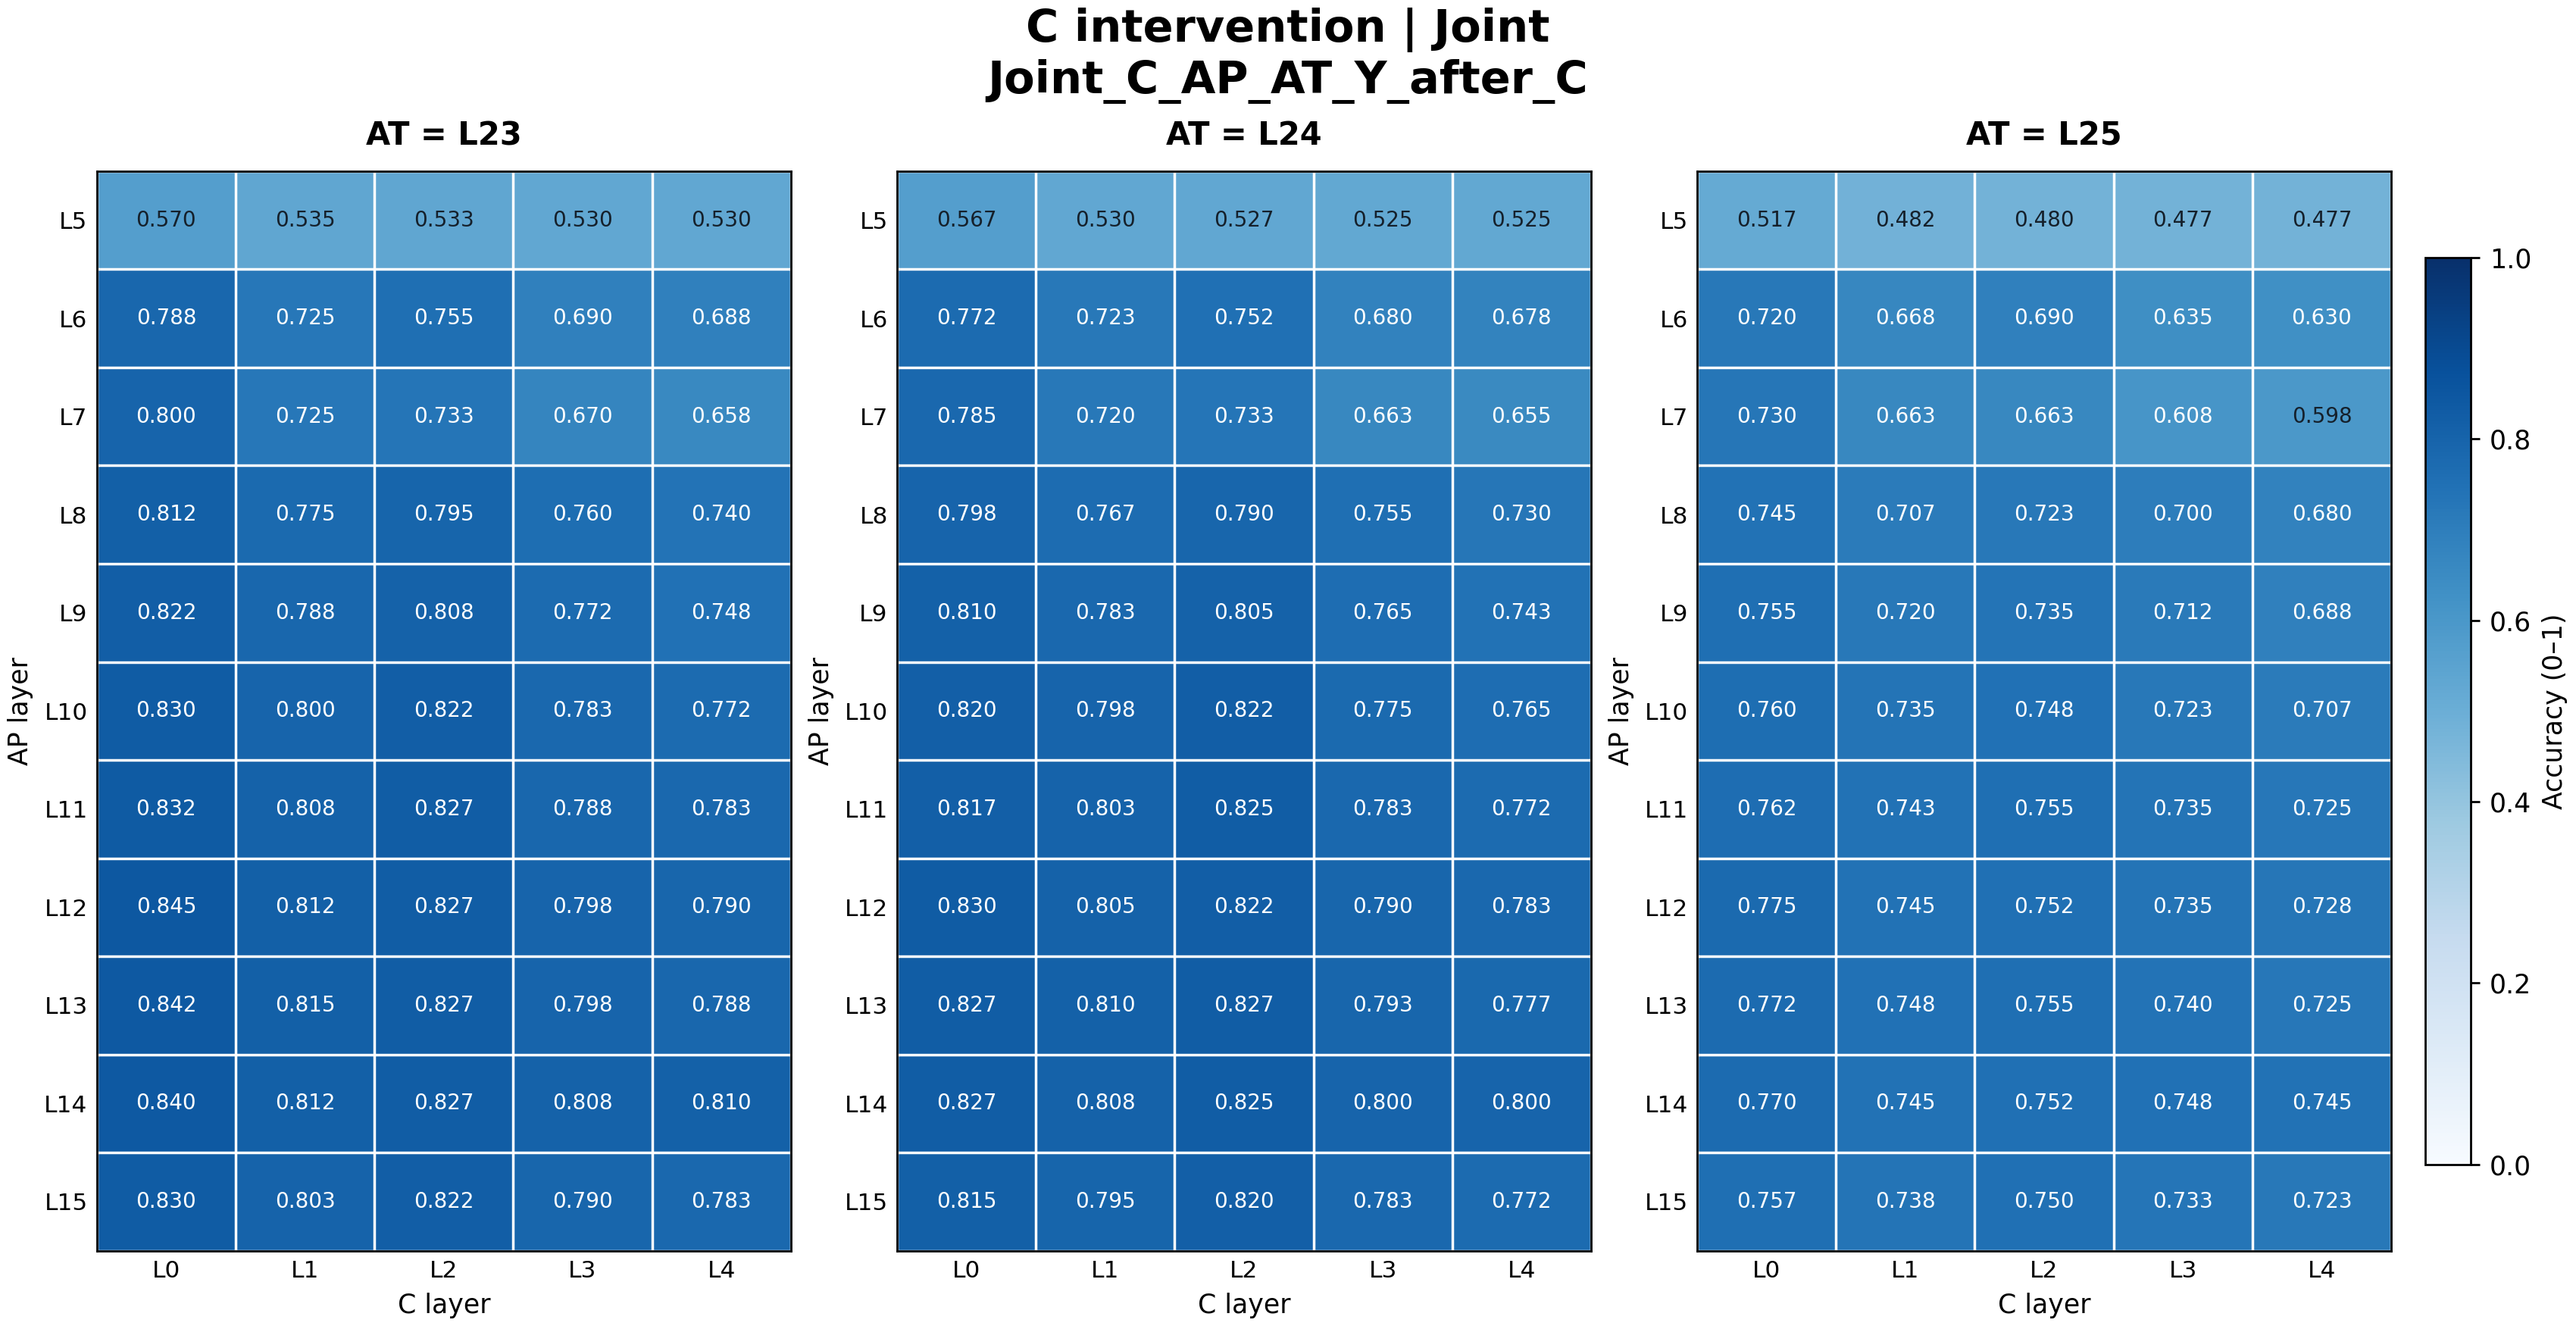 C intervention | Joint
Joint_C_AP_AT_Y_after_C
AT = L23
AP layer
L5 0.570 0.535 0.533 0.530 0.530
L6 0.788 0.725 0.755 0.690 0.688
L7 0.800 0.725 0.733 0.670 0.658
L8 0.812 0.775 0.795 0.760 0.740
L9 0.822 0.788 0.808 0.772 0.748
L10 0.830 0.800 0.822 0.783 0.772
L11 0.832 0.808 0.827 0.788 0.783
L12 0.845 0.812 0.827 0.798 0.790
L13 0.842 0.815 0.827 0.798 0.788
L14 0.840 0.812 0.827 0.808 0.810
L15 0.830 0.803 0.822 0.790 0.783
L0 L1 L2 L3 L4
C layer
AT = L24
AP layer
L5 0.567 0.530 0.527 0.525 0.525
L6 0.772 0.723 0.752 0.680 0.678
L7 0.785 0.720 0.733 0.663 0.655
L8 0.798 0.767 0.790 0.755 0.730
L9 0.810 0.783 0.805 0.765 0.743
L10 0.820 0.798 0.822 0.775 0.765
L11 0.817 0.803 0.825 0.783 0.772
L12 0.830 0.805 0.822 0.790 0.783
L13 0.827 0.810 0.827 0.793 0.777
L14 0.827 0.808 0.825 0.800 0.800
L15 0.815 0.795 0.820 0.783 0.772
L0 L1 L2 L3 L4
C layer
AT = L25
AP layer
L5 0.517 0.482 0.480 0.477 0.477
L6 0.720 0.668 0.690 0.635 0.630
L7 0.730 0.663 0.663 0.608 0.598
L8 0.745 0.707 0.723 0.700 0.680
L9 0.755 0.720 0.735 0.712 0.688
L10 0.760 0.735 0.748 0.723 0.707
L11 0.762 0.743 0.755 0.735 0.725
L12 0.775 0.745 0.752 0.735 0.728
L13 0.772 0.748 0.755 0.740 0.725
L14 0.770 0.745 0.752 0.748 0.745
L15 0.757 0.738 0.750 0.733 0.723
L0 L1 L2 L3 L4
C layer
1.0
0.8
0.6
0.4
0.2
0.0
Accuracy (0–1)